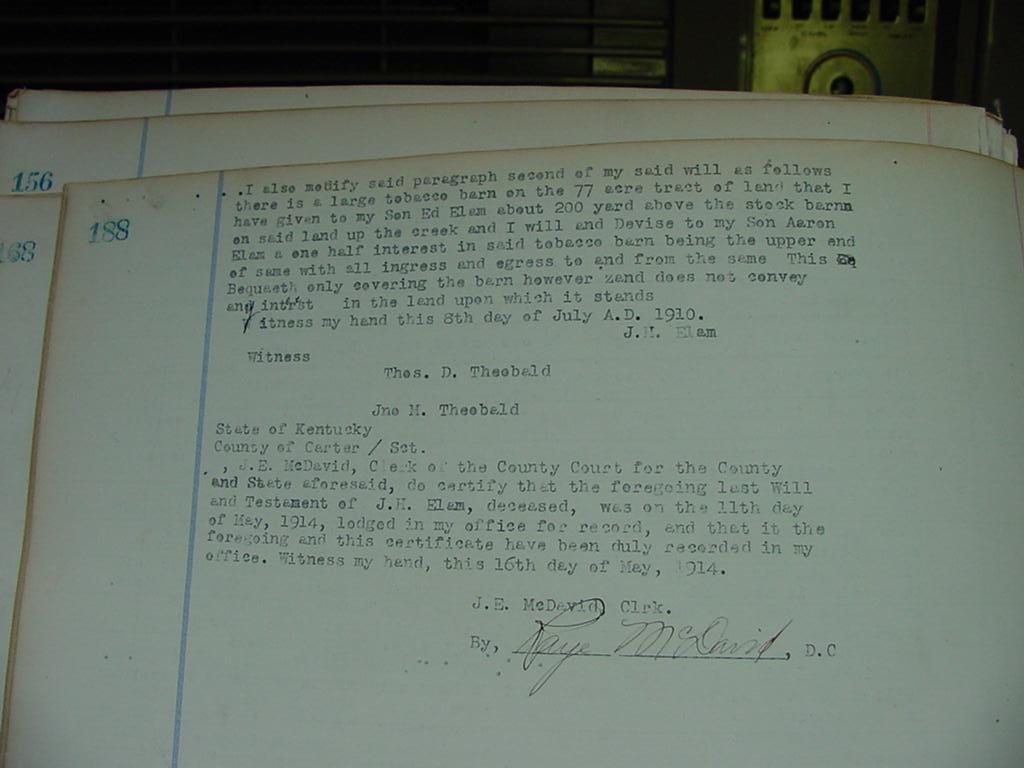 156
168
188
. . I also modify said paragraph second of my said will as follows
there is a large tobacco barn on the 77 acre tract of land that I
have given to my Son Ed Elam about 200 yard above the stock barnn
on said land up the creek and I will and Devise to my Son Aaron
Elam a one half interest in said tobacco barn being the upper end
of same with all ingress and egress to and from the same This
Bequaeth only covering the barn however zand does not convey
any intrst in the land upon which it stands
Witness my hand this 8th day of July A.D. 1910.
J.H. Elam
Witness
Thos. D. Theobald
Jno M. Theobald
State of Kentucky
County of Carter / Sct.
, J.E. McDavid, Clerk of the County Court for the County
and State aforesaid, do certify that the foregoing last Will
and Testament of J.H. Elam, deceased, was on the 11th day
of May, 1914, lodged in my office for record, and that it the
foregoing and this certificate have been duly recorded in my
office. Witness my hand, this 16th day of May, 1914.
J.E. McDavid, Clrk.
By, Kaye McDavid, D.C